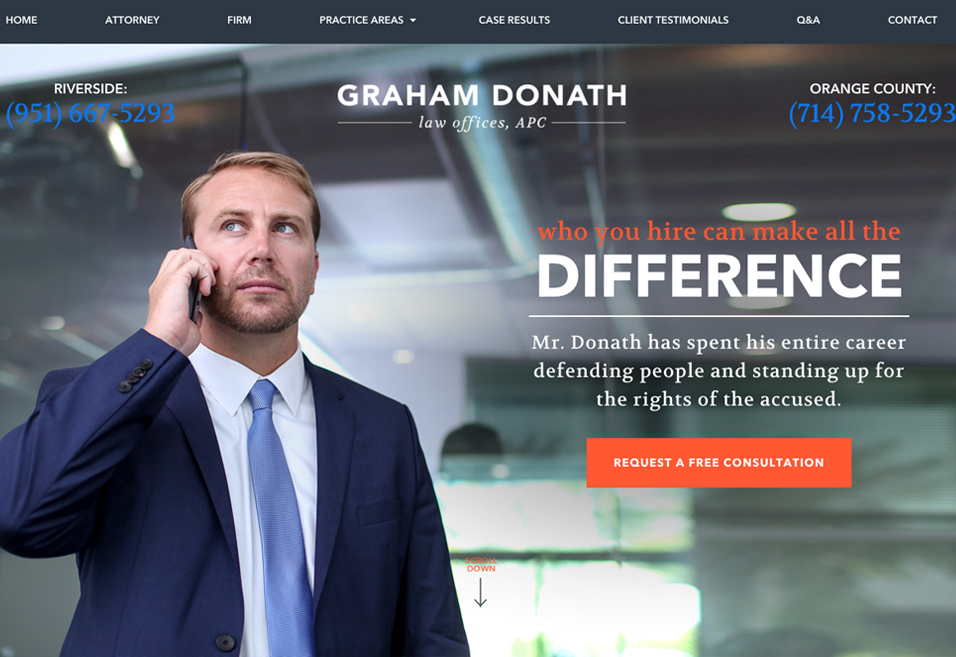 HOME ATTORNEY FIRM PRACTICE AREAS CASE RESULTS CLIENT TESTIMONIALS Q&A CONTACT
RIVERSIDE:
(951) 667-5293
GRAHAM DONATH
law offices, APC
ORANGE COUNTY:
(714) 758-5293
who you hire can make all the
DIFFERENCE
Mr. Donath has spent his entire career
defending people and standing up for
the rights of the accused.
REQUEST A FREE CONSULTATION
SCROLL
DOWN